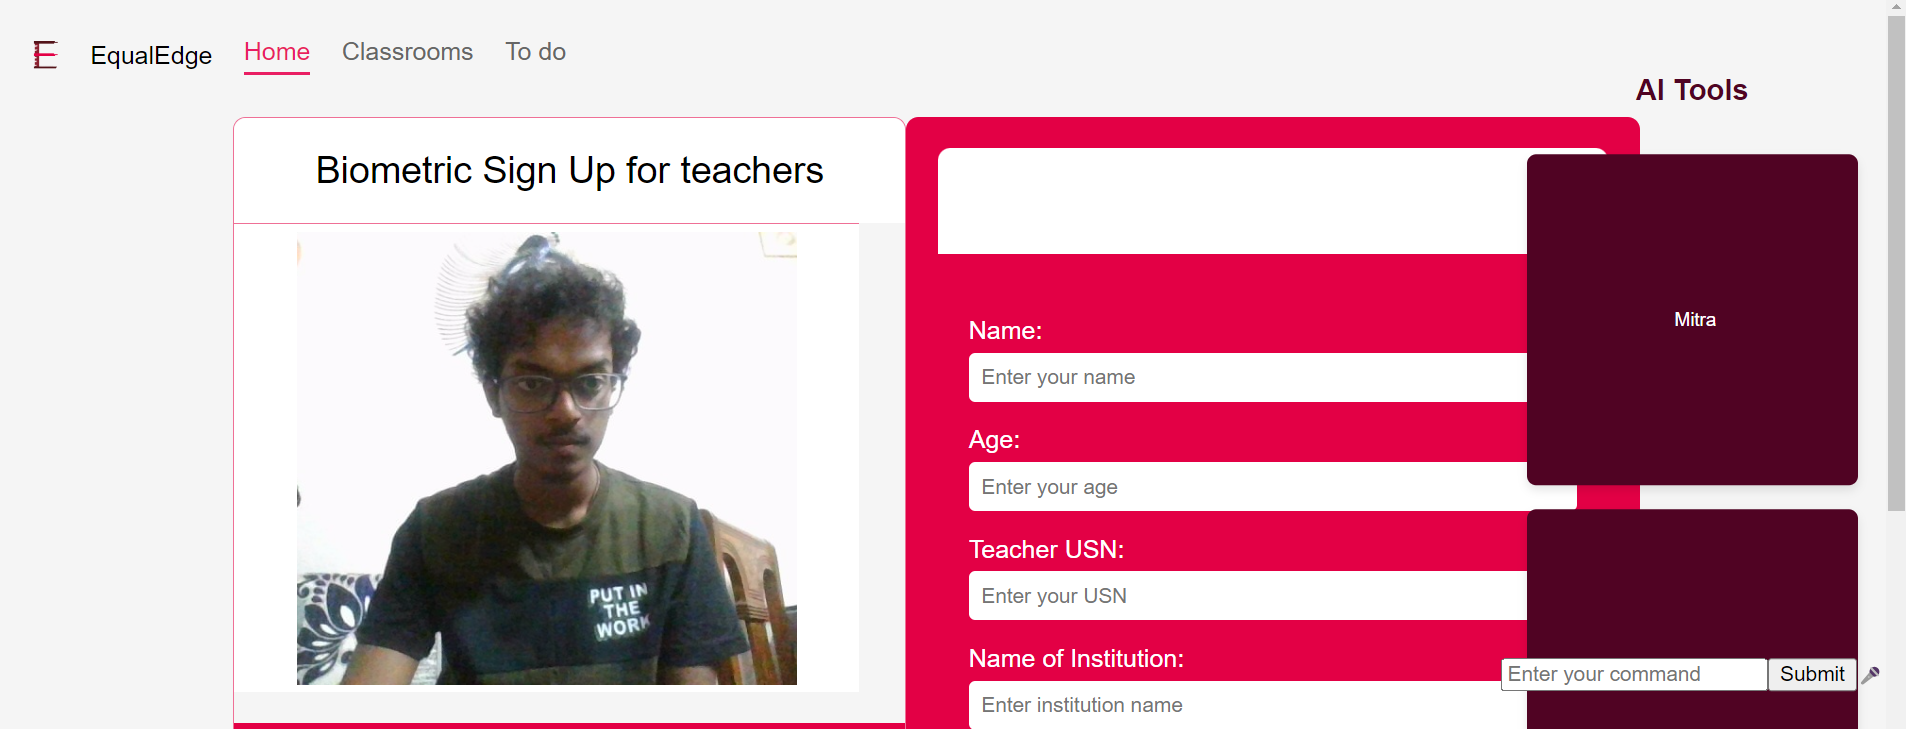 E EqualEdge Home Classrooms To do
AI Tools
Biometric Sign Up for teachers
PUT IN
THE
WORK
Name:
Enter your name
Age:
Enter your age
Teacher USN:
Enter your USN
Name of Institution:
Enter institution name
Mitra
Enter your command Submit